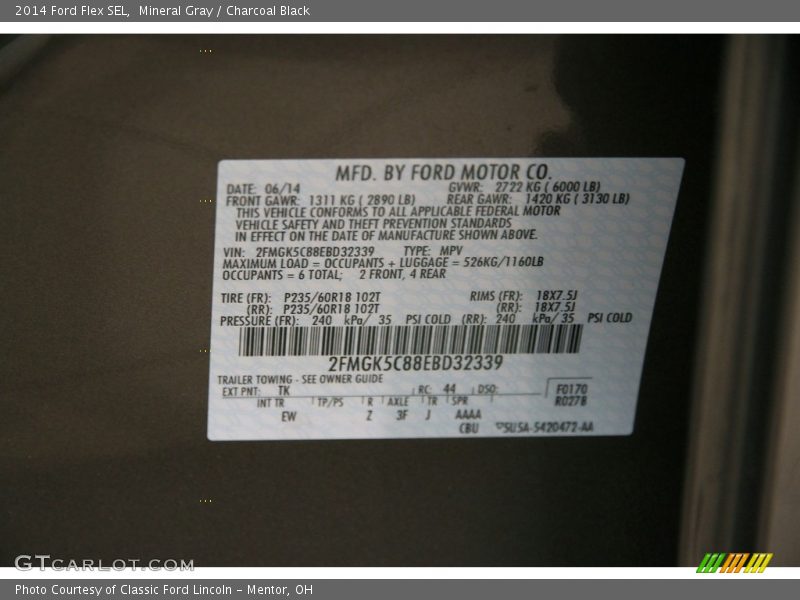 2014 Ford Flex SEL,  Mineral Gray / Charcoal Black
MFD. BY FORD MOTOR CO.
DATE: 06/14 GVWR: 2722 KG ( 6000 LB)
FRONT GAWR: 1311 KG ( 2890 LB) REAR GAWR: 1420 KG ( 3130 LB)
THIS VEHICLE CONFORMS TO ALL APPLICABLE FEDERAL MOTOR
VEHICLE SAFETY AND THEFT PREVENTION STANDARDS
IN EFFECT ON THE DATE OF MANUFACTURE SHOWN ABOVE.
VIN: 2FMGK5C88EBD32339 TYPE: MPV
MAXIMUM LOAD = OCCUPANTS + LUGGAGE = 526KG/1160LB
OCCUPANTS = 6 TOTAL; 2 FRONT, 4 REAR
TIRE (FR): P235/60R18 102T RIMS (FR): 18X7.5J
(RR): P235/60R18 102T (RR): 18X7.5J
PRESSURE (FR): 240 kPa/ 35 PSI COLD (RR): 240 kPa/ 35 PSI COLD
2FMGK5C88EBD32339
TRAILER TOWING - SEE OWNER GUIDE
EXT PNT: TK RC: 44 DSO: F0170
INT TR TP/PS R AXLE TR SPR R0278
EW Z 3F J AAAA
CBU 5U5A-5420472-AA
GTCARLOT.COM
Photo Courtesy of Classic Ford Lincoln - Mentor, OH